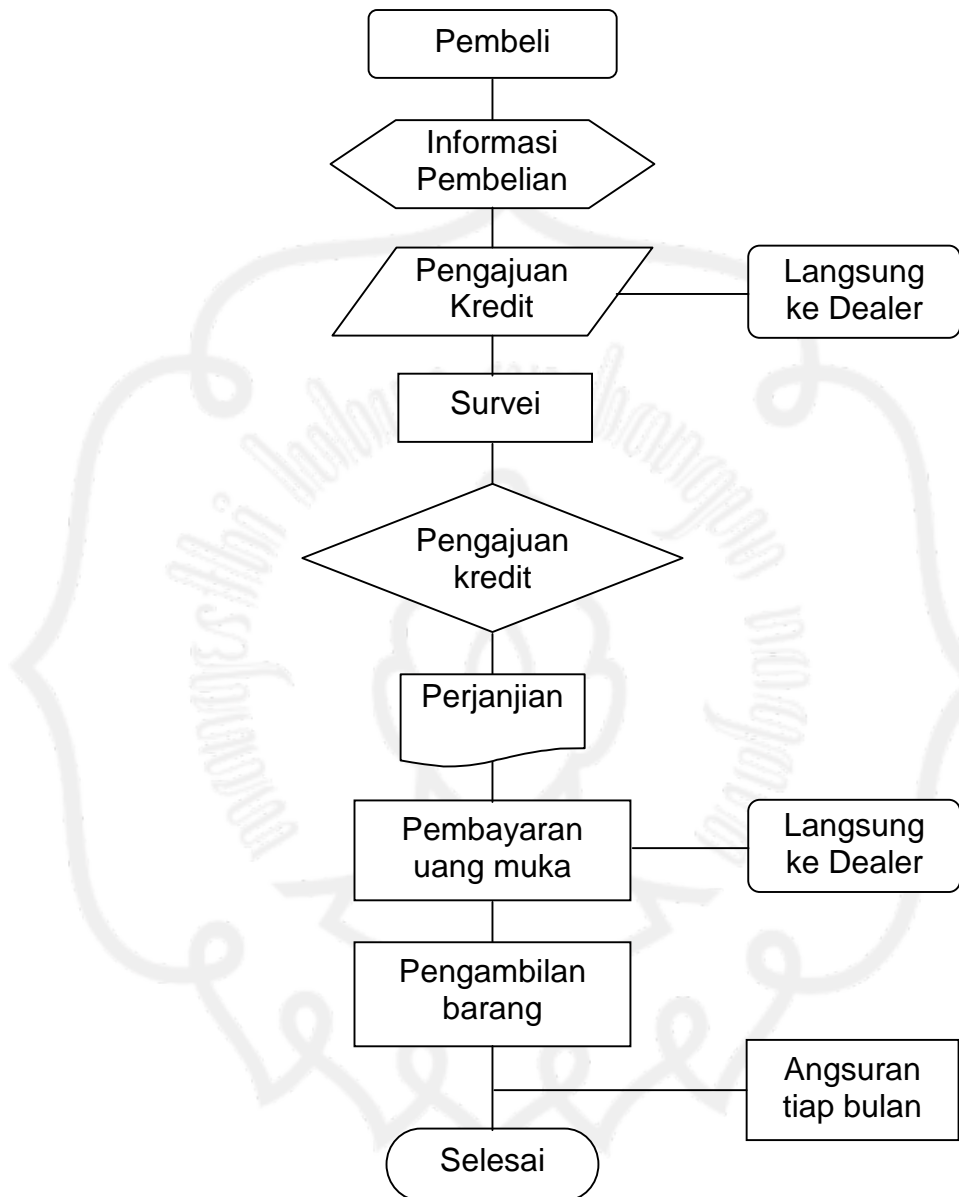 Pembeli
Informasi
Pembelian
Pengajuan
Kredit
Langsung
ke Dealer
Survei
Pengajuan
kredit
Perjanjian
Pembayaran
uang muka
Langsung
ke Dealer
Pengambilan
barang
Angsuran
tiap bulan
Selesai